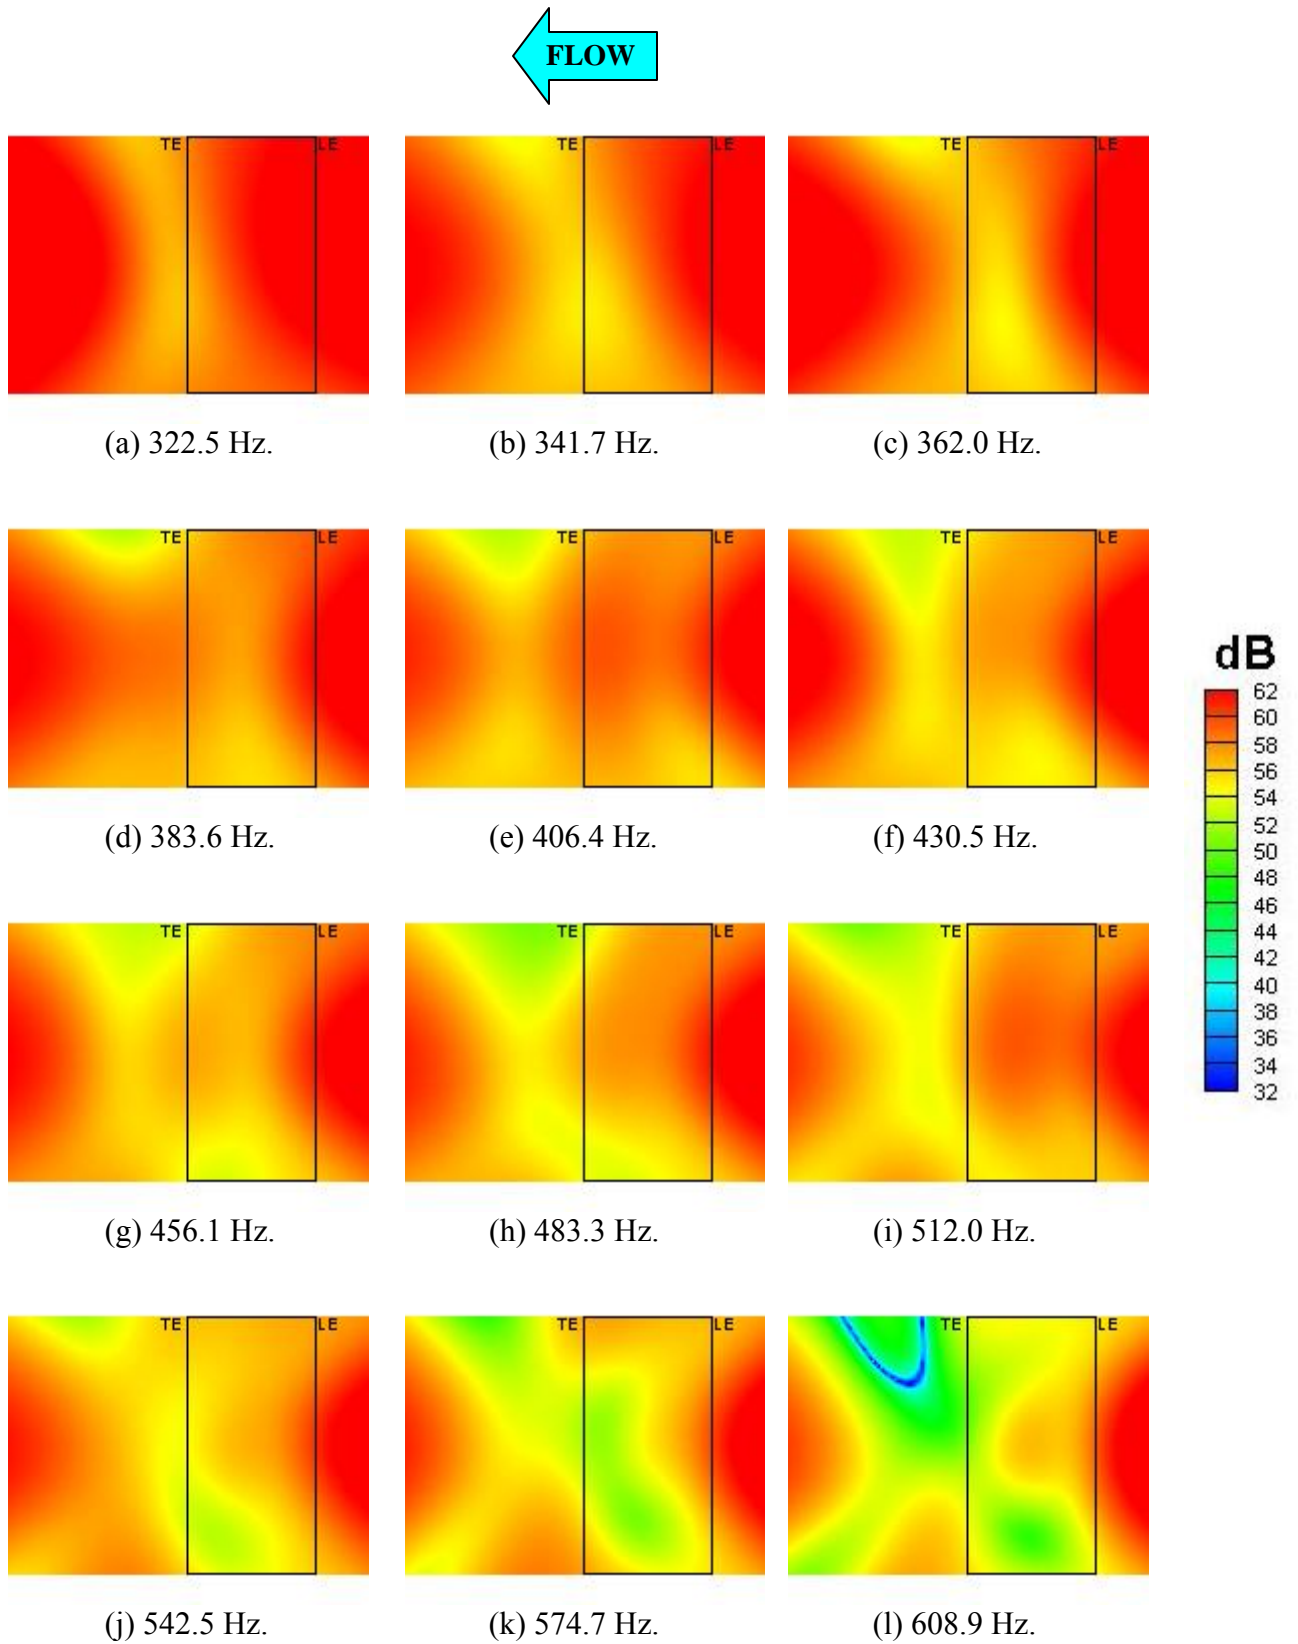 FLOW
TE LE TE LE TE LE
(a) 322.5 Hz. (b) 341.7 Hz. (c) 362.0 Hz.
TE LE TE LE TE LE
(d) 383.6 Hz. (e) 406.4 Hz. (f) 430.5 Hz.
dB
62
60
58
56
54
52
50
48
46
44
42
40
38
36
34
32
TE LE TE LE TE LE
(g) 456.1 Hz. (h) 483.3 Hz. (i) 512.0 Hz.
TE LE TE LE TE LE
(j) 542.5 Hz. (k) 574.7 Hz. (l) 608.9 Hz.